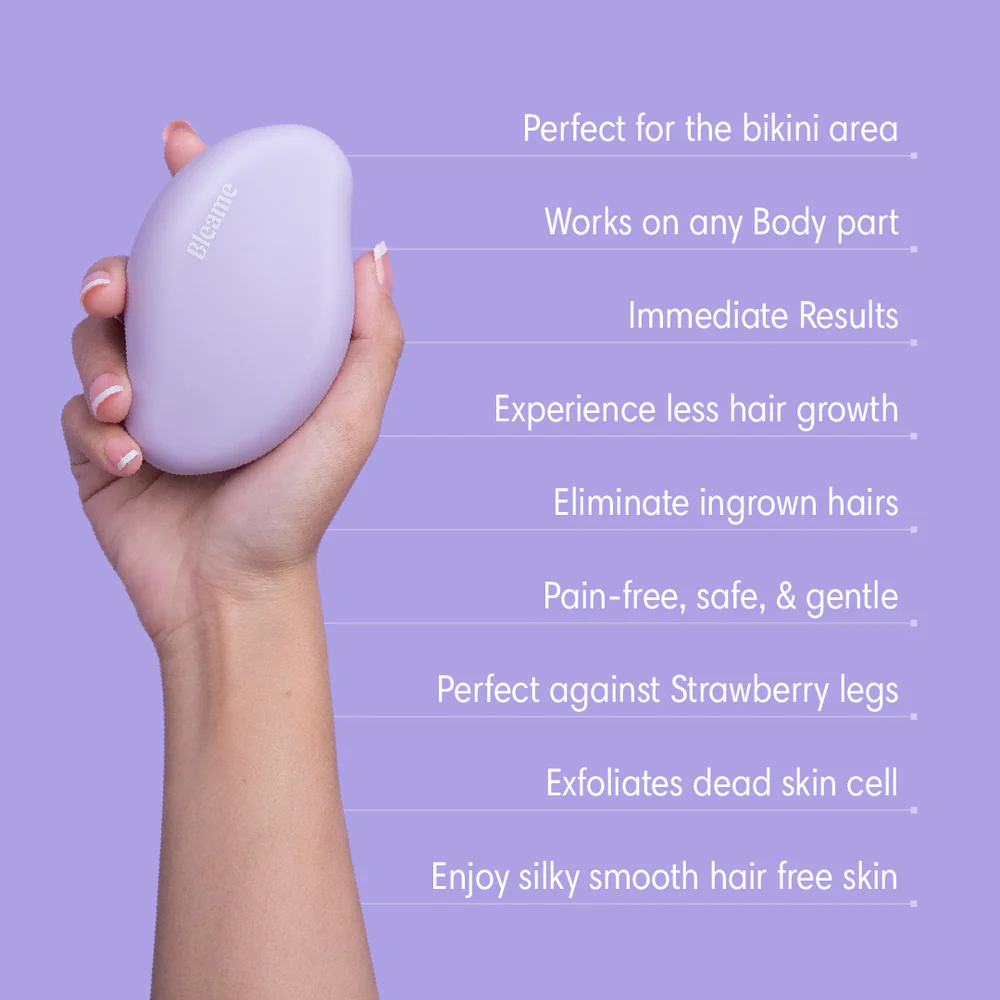 Bleame
Perfect for the bikini area
Works on any Body part
Immediate Results
Experience less hair growth
Eliminate ingrown hairs
Pain-free, safe, & gentle
Perfect against Strawberry legs
Exfoliates dead skin cell
Enjoy silky smooth hair free skin